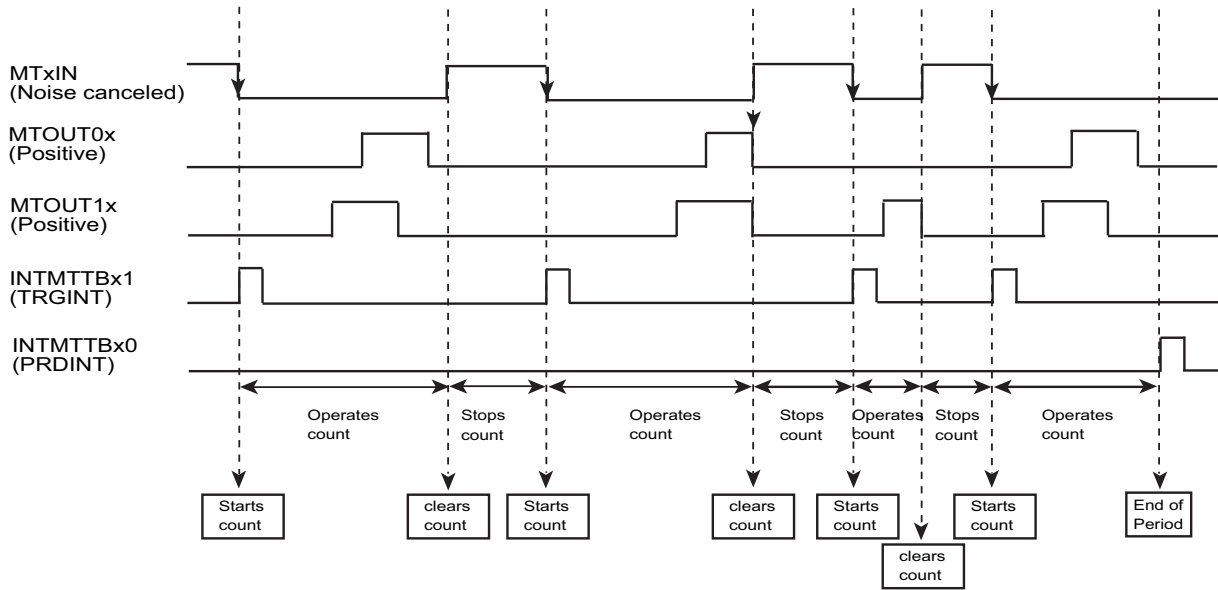 MTxIN
(Noise canceled)
MTOUT0x
(Positive)
MTOUT1x
(Positive)
INTMTTBx1
(TRGINT)
INTMTTBx0
(PRDINT)
Operates
count
Stops
count
Operates
count
Stops
count
Operates
count
Stops
count
Operates
count
Starts
count
clears
count
Starts
count
clears
count
Starts
count
clears
count
Starts
count
End of
Period